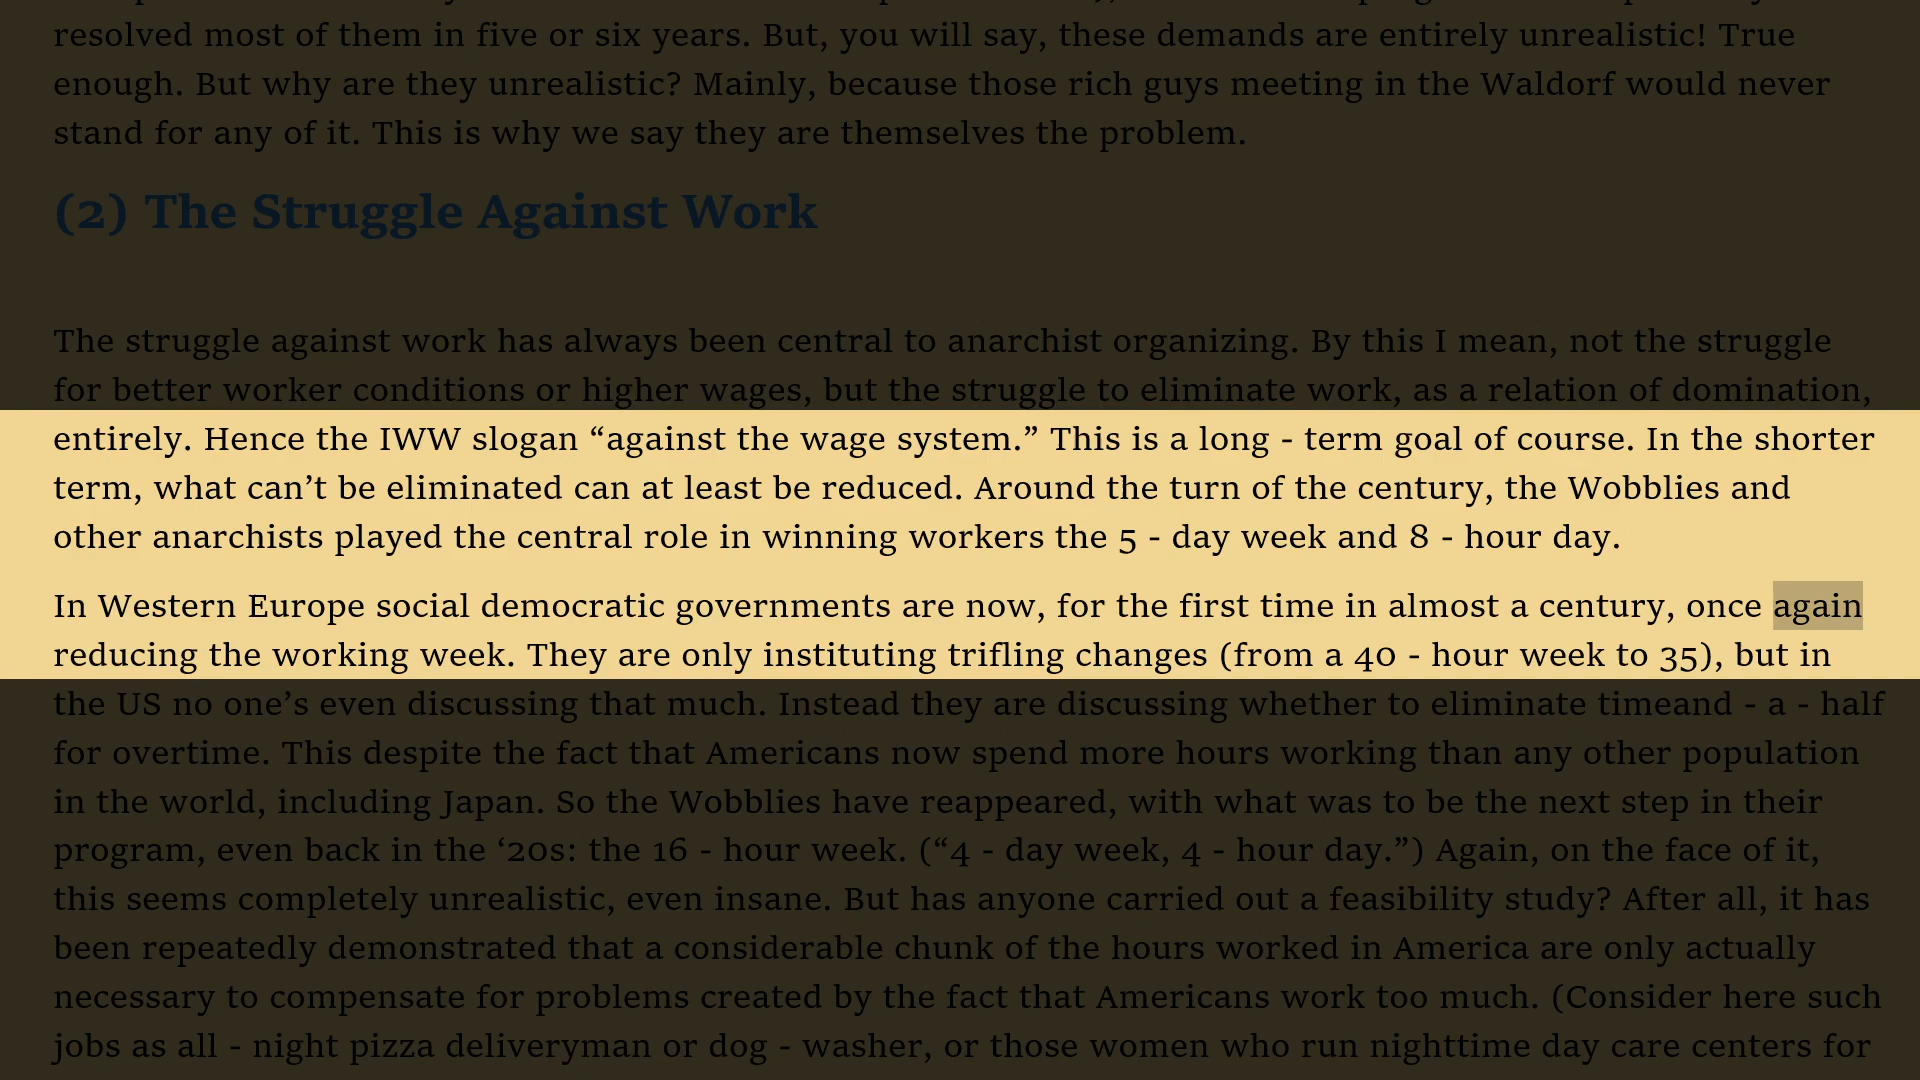 resolved most of them in five or six years. But, you will say, these demands are entirely unrealistic! True
enough. But why are they unrealistic? Mainly, because those rich guys meeting in the Waldorf would never
stand for any of it. This is why we say they are themselves the problem.
(2) The Struggle Against Work
The struggle against work has always been central to anarchist organizing. By this I mean, not the struggle
for better worker conditions or higher wages, but the struggle to eliminate work, as a relation of domination,
entirely. Hence the IWW slogan “against the wage system.” This is a long - term goal of course. In the shorter
term, what can’t be eliminated can at least be reduced. Around the turn of the century, the Wobblies and
other anarchists played the central role in winning workers the 5 - day week and 8 - hour day.
In Western Europe social democratic governments are now, for the first time in almost a century, once again
reducing the working week. They are only instituting trifling changes (from a 40 - hour week to 35), but in
the US no one’s even discussing that much. Instead they are discussing whether to eliminate timeand - a - half
for overtime. This despite the fact that Americans now spend more hours working than any other population
in the world, including Japan. So the Wobblies have reappeared, with what was to be the next step in their
program, even back in the ‘20s: the 16 - hour week. (“4 - day week, 4 - hour day.”) Again, on the face of it,
this seems completely unrealistic, even insane. But has anyone carried out a feasibility study? After all, it has
been repeatedly demonstrated that a considerable chunk of the hours worked in America are only actually
necessary to compensate for problems created by the fact that Americans work too much. (Consider here such
jobs as all - night pizza deliveryman or dog - washer, or those women who run nighttime day care centers for